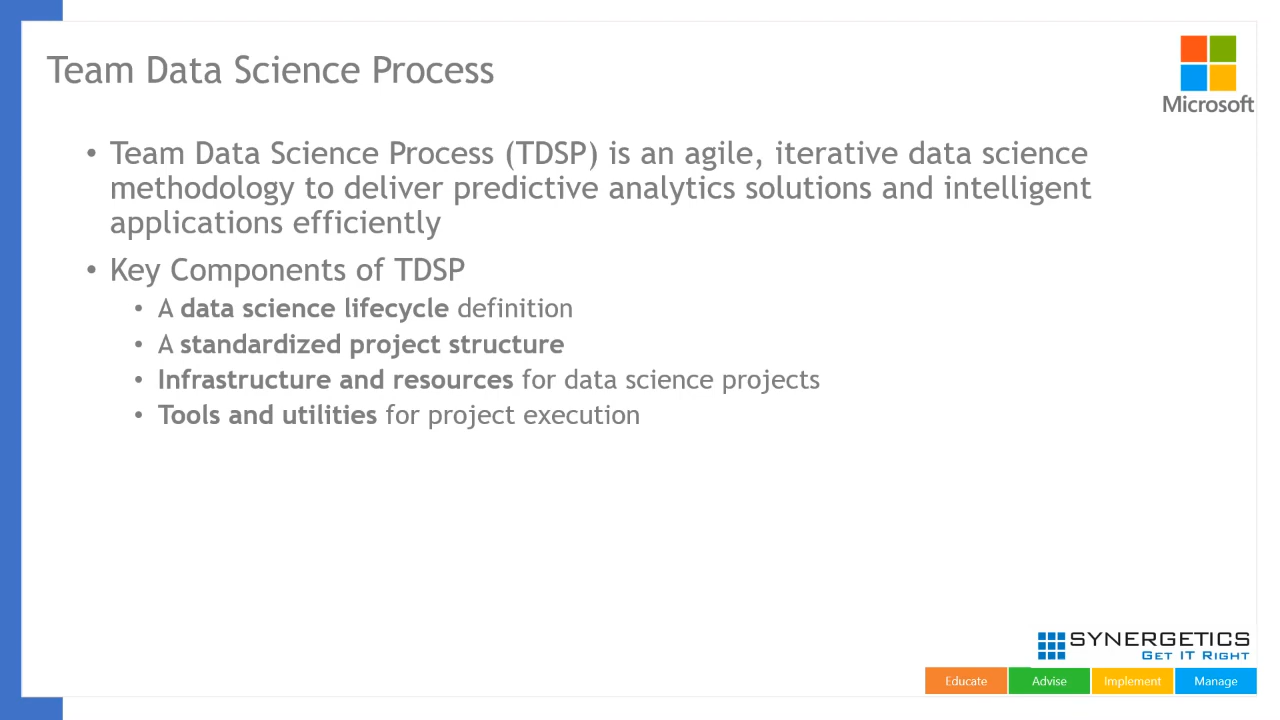 Team Data Science Process
Microsoft
• Team Data Science Process (TDSP) is an agile, iterative data science
methodology to deliver predictive analytics solutions and intelligent
applications efficiently
• Key Components of TDSP
• A data science lifecycle definition
• A standardized project structure
• Infrastructure and resources for data science projects
• Tools and utilities for project execution
SYNERGETICS
GET IT RIGHT
Educate Advise Implement Manage